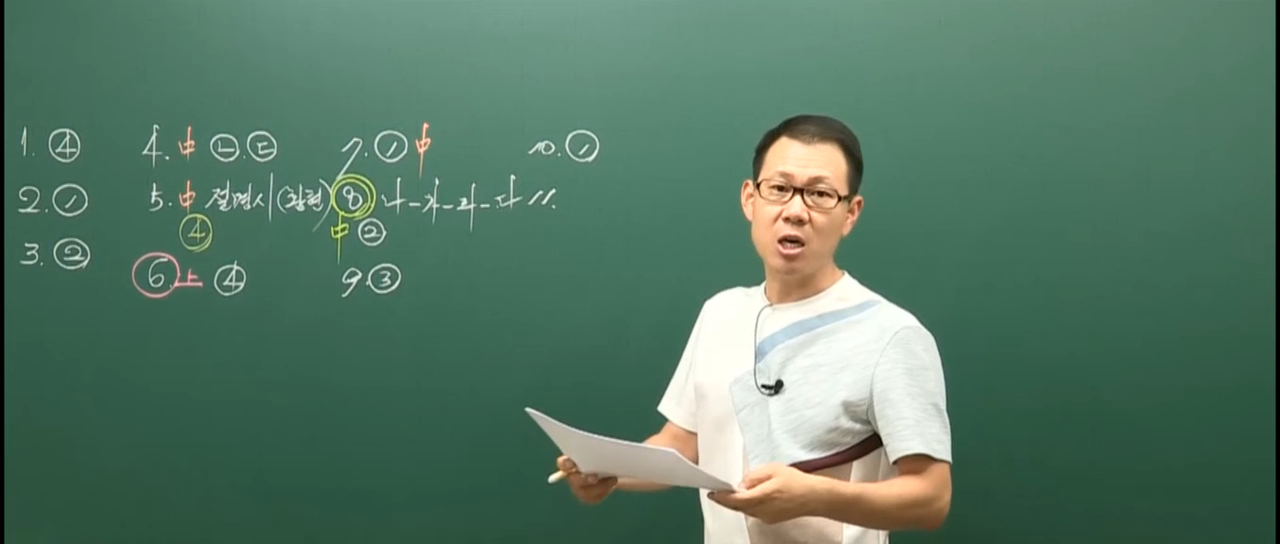 1. ④
2. ①
3. ②
4. 中 ㉡.㉢
5. 中 절명시(황현)
④
6. 上 ④
7. ① 中
8 나-가-라-다 //.
中 ②
9. ③
10. ①